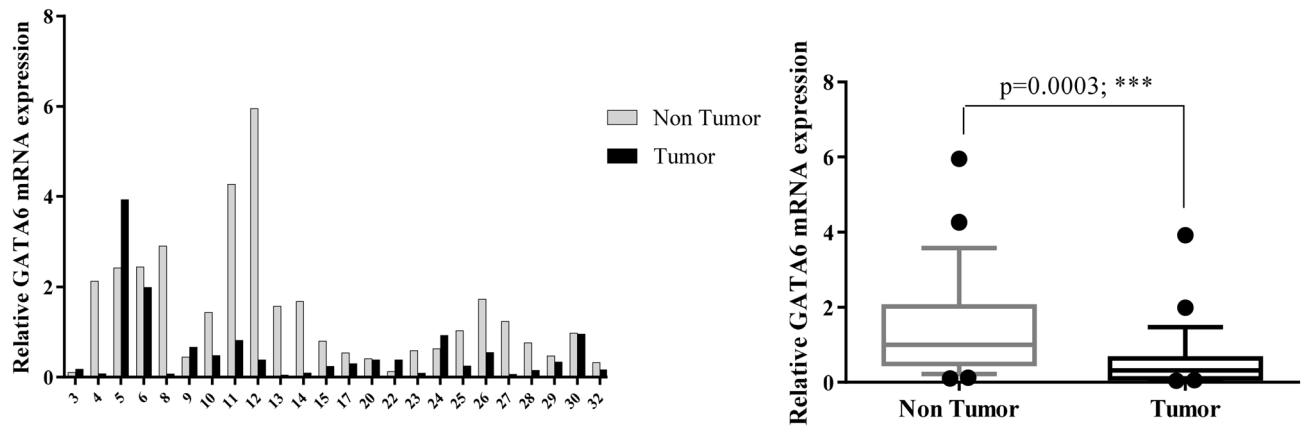 Relative GATA6 mRNA expression
8
6
4
2
0
3 4 5 6 8 9 10 11 12 13 14 15 17 20 22 23 24 25 26 27 28 29 30 32
Non Tumor
Tumor
Relative GATA6 mRNA expression
8
6
4
2
0
p=0.0003; ***
Non Tumor Tumor